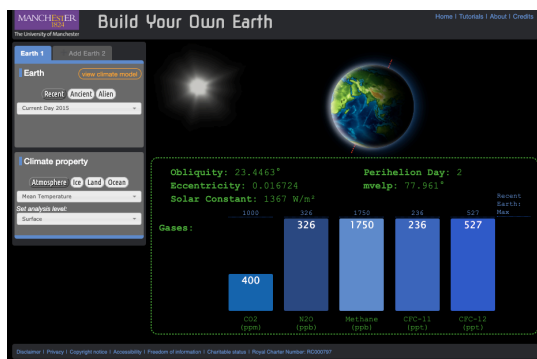 MANCHESTER
1824
The University of Manchester
Build Your Own Earth
Home | Tutorials | About | Credits
Earth 1
Add Earth 2
Earth
view climate model
Recent Ancient Alien
Current Day 2015
Climate property
Atmosphere Ice Land Ocean
Mean Temperature
Set analysis level:
Surface
Obliquity: 23.4463°
Perihelion Day: 2
Eccentricity: 0.016724
mvelp: 77.961°
Solar Constant: 1367 W/m²
Recent
Earth:
Max
1000 326 1750 236 527
Gases:
326 1750 236 527
400
CO2 N2O Methane CFC-11 CFC-12
(ppm) (ppb) (ppb) (ppt) (ppt)
Disclaimer | Privacy | Copyright notice | Accessibility | Freedom of information | Charitable status | Royal Charter Number: RC000797